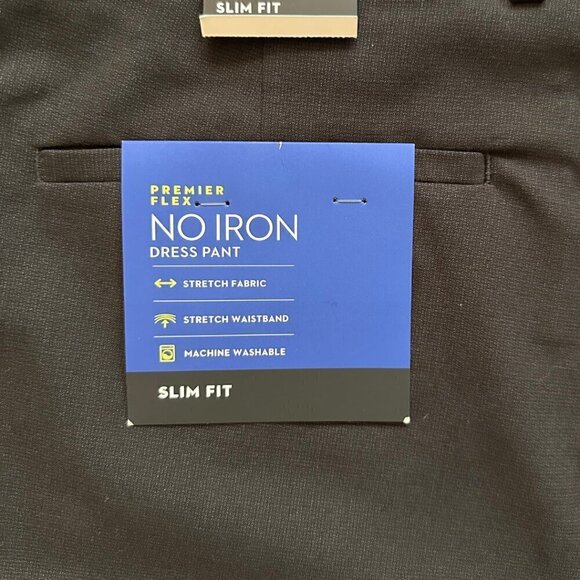 SLIM FIT
PREMIER
FLEX
NO IRON
DRESS PANT
STRETCH FABRIC
STRETCH WAISTBAND
MACHINE WASHABLE
SLIM FIT